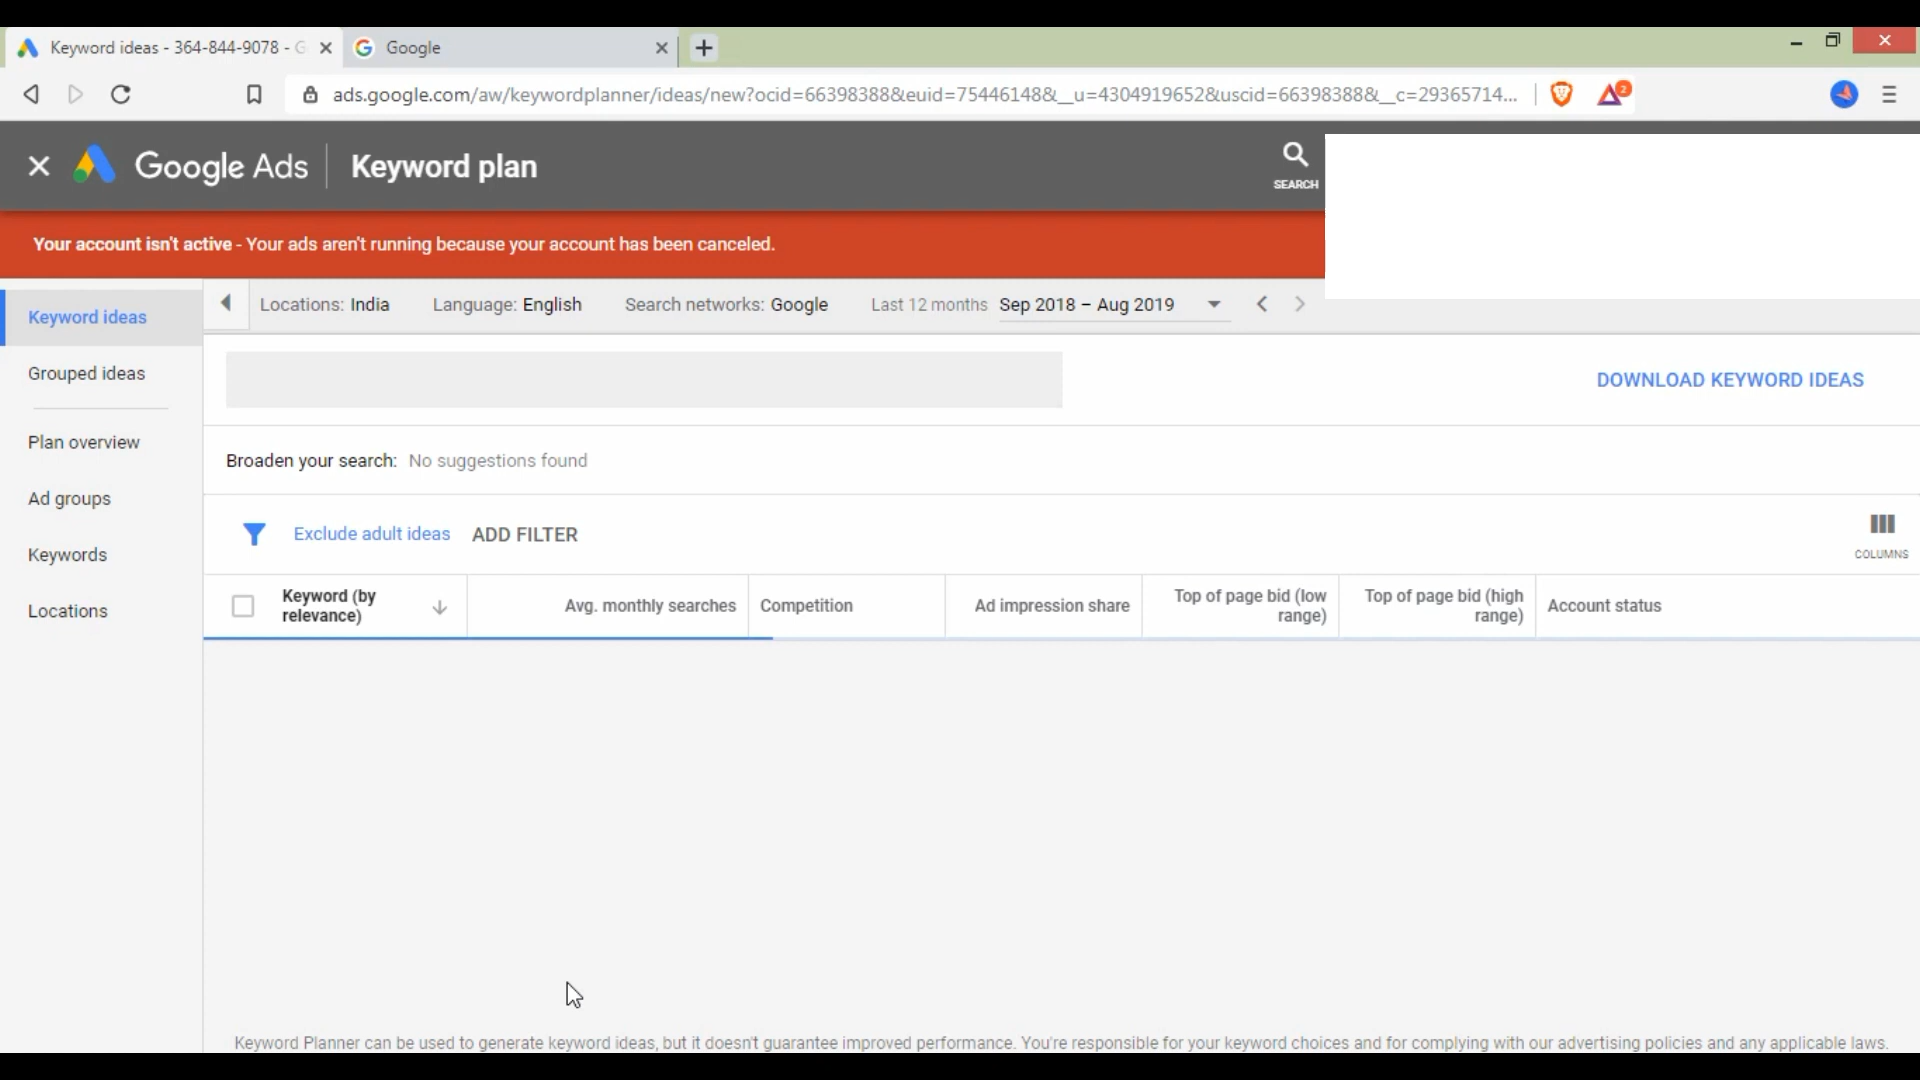 Keyword ideas - 364-844-9078 - G
Google
ads.google.com/aw/keywordplanner/ideas/new?ocid=66398388&euid=75446148&__u=4304919652&uscid=66398388&__c=29365714...
2
Google Ads
Keyword plan
SEARCH
Your account isn't active - Your ads aren't running because your account has been canceled.
Locations: India Language: English Search networks: Google Last 12 months Sep 2018 – Aug 2019
Keyword ideas
Grouped ideas
Plan overview
Ad groups
Keywords
Locations
DOWNLOAD KEYWORD IDEAS
Broaden your search: No suggestions found
Exclude adult ideas ADD FILTER
COLUMNS
Keyword (by
relevance)
Avg. monthly searches
Competition
Ad impression share
Top of page bid (low
range)
Top of page bid (high
range)
Account status
Keyword Planner can be used to generate keyword ideas, but it doesn't guarantee improved performance. You're responsible for your keyword choices and for complying with our advertising policies and any applicable laws.